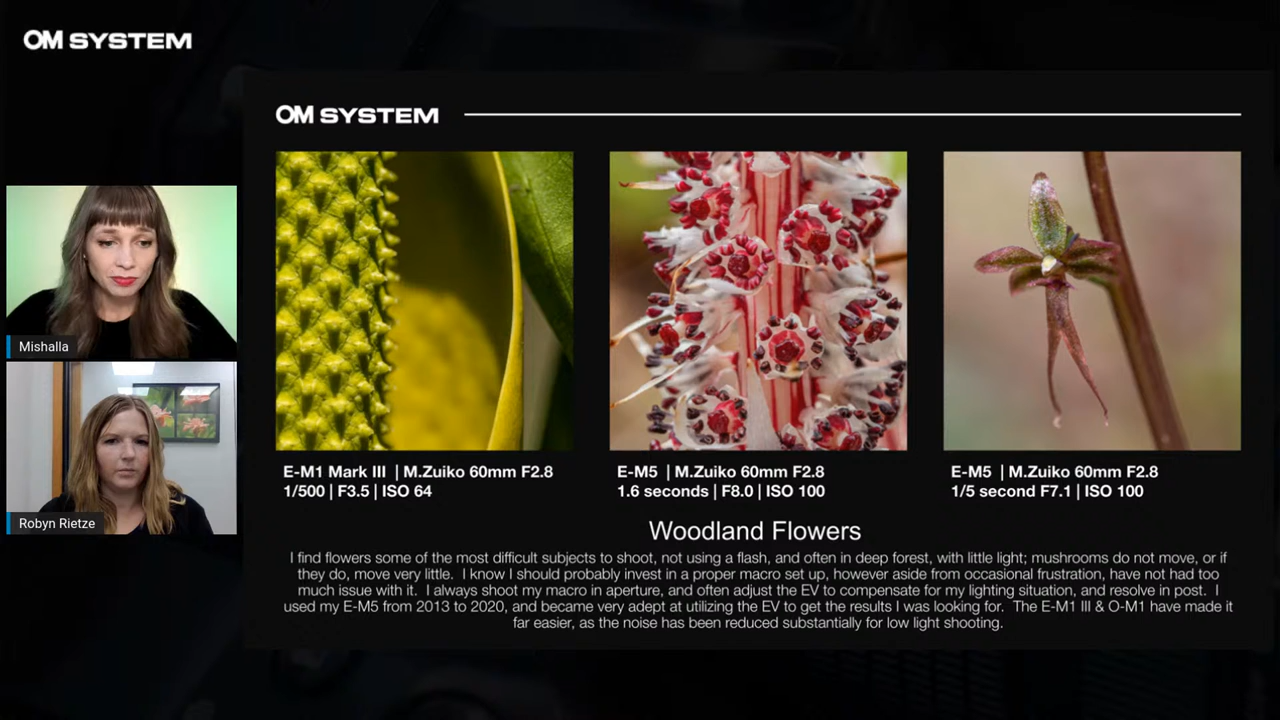 OM SYSTEM
OM SYSTEM
Mishalla
Robyn Rietze
E-M1 Mark III | M.Zuiko 60mm F2.8
1/500 | F3.5 | ISO 64
E-M5 | M.Zuiko 60mm F2.8
1.6 seconds | F8.0 | ISO 100
E-M5 | M.Zuiko 60mm F2.8
1/5 second F7.1 | ISO 100
Woodland Flowers
I find flowers some of the most difficult subjects to shoot, not using a flash, and often in deep forest, with little light; mushrooms do not move, or if
they do, move very little. I know I should probably invest in a proper macro set up, however aside from occasional frustration, have not had too
much issue with it. I always shoot my macro in aperture, and often adjust the EV to compensate for my lighting situation, and resolve in post. I
used my E-M5 from 2013 to 2020, and became very adept at utilizing the EV to get the results I was looking for. The E-M1 III & O-M1 have made it
far easier, as the noise has been reduced substantially for low light shooting.